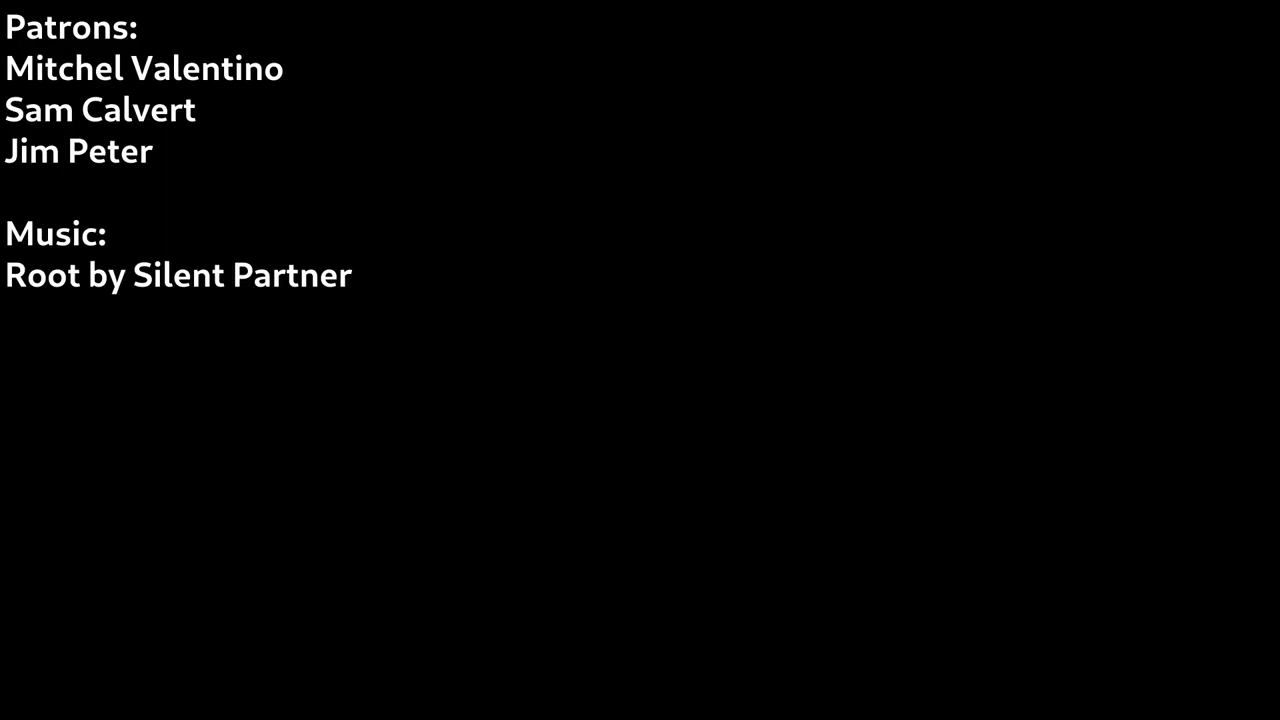 Patrons:
Mitchel Valentino
Sam Calvert
Jim Peter
Music:
Root by Silent Partner